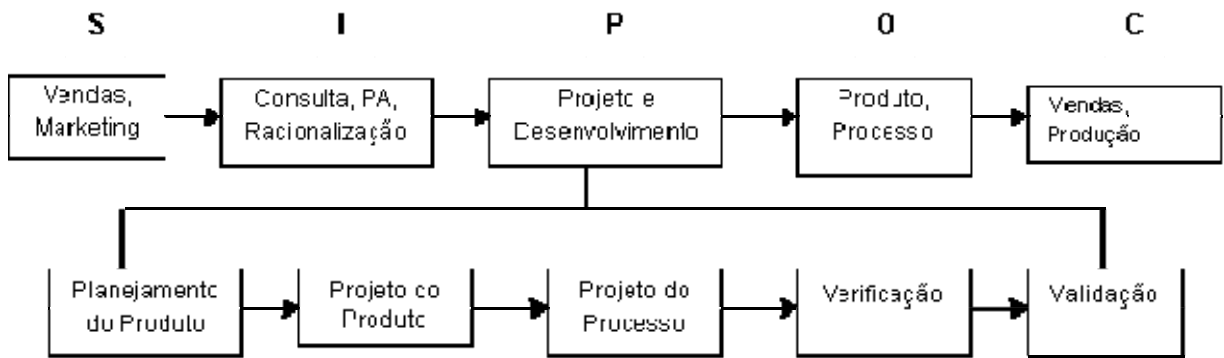 S I P O C
Vendas,
Marketing
Consulta, PA,
Racionalização
Projeto e
Desenvolvimento
Produto,
Processo
Vendas,
Produção
Planejamento
do Produto
Projeto do
Produto
Projeto do
Processo
Verificação
Validação